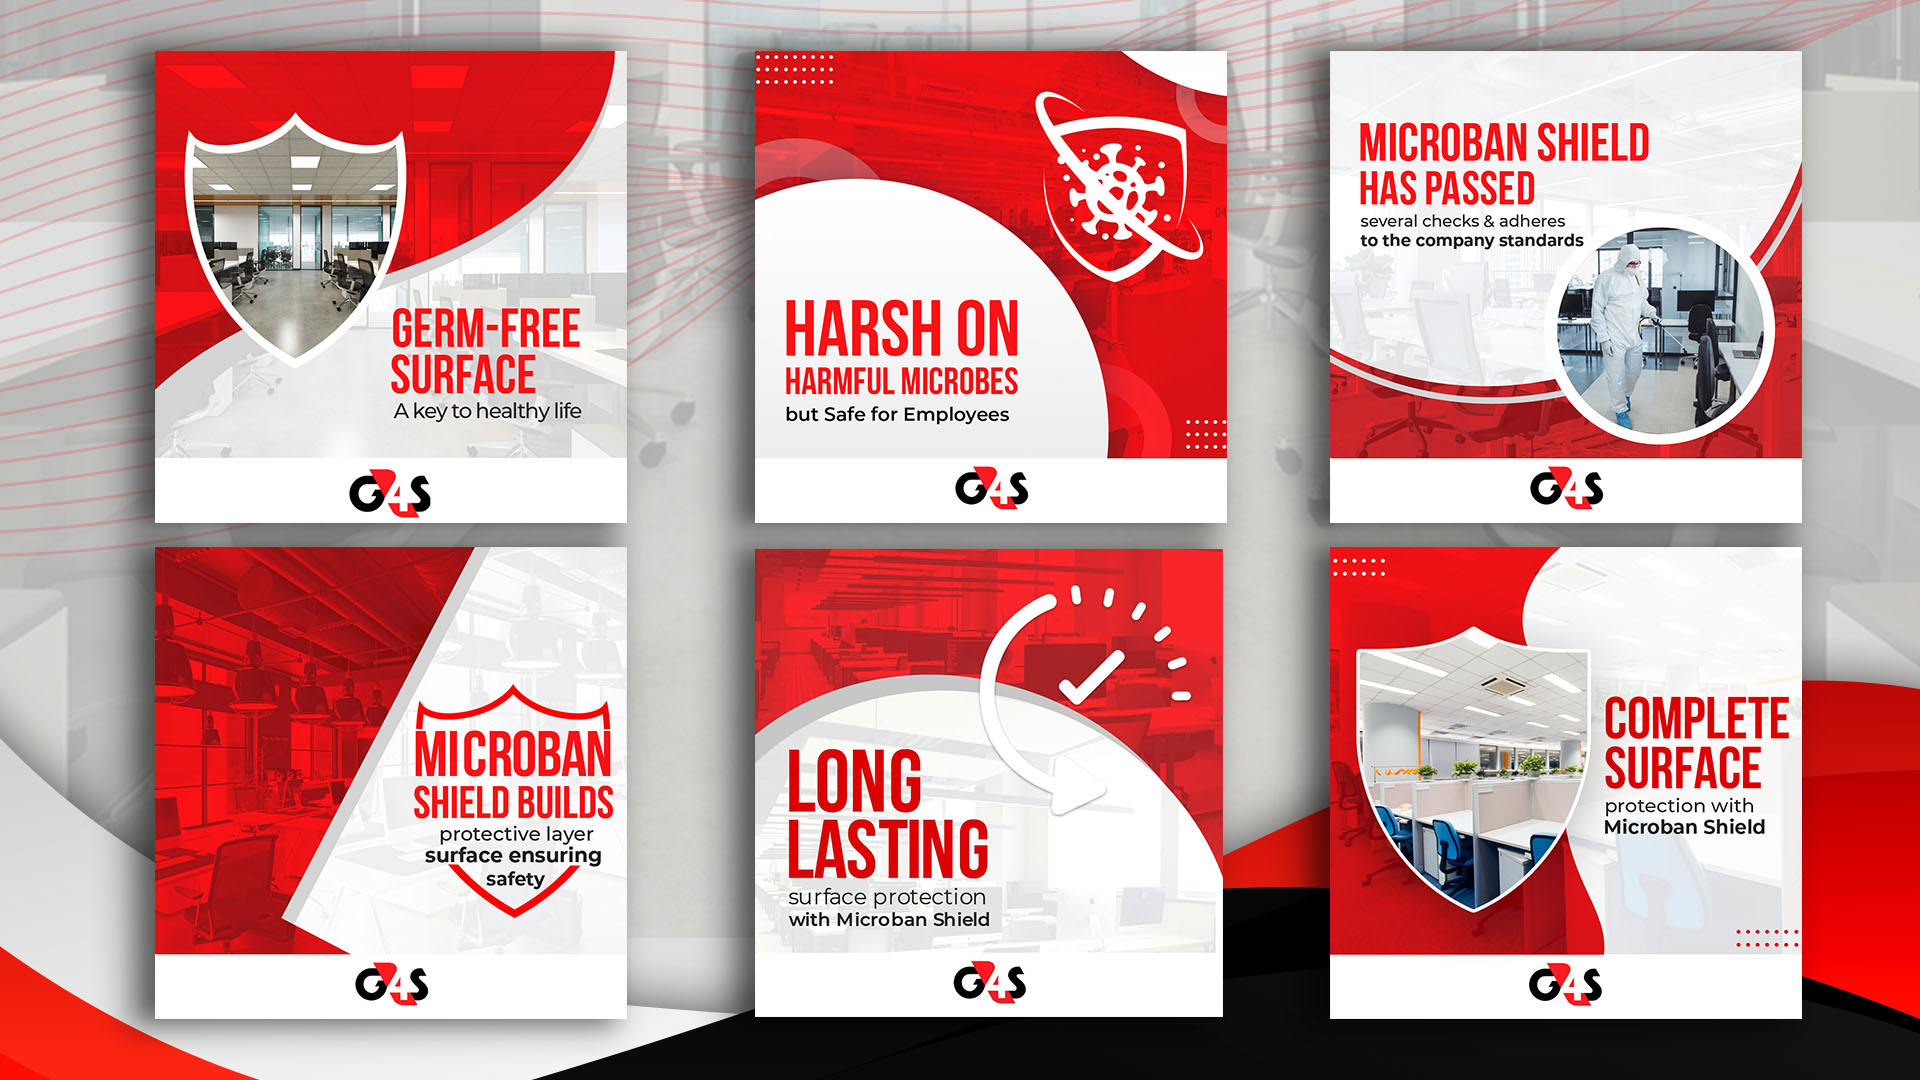 GERM-FREE
SURFACE
A key to healthy life
G4S
HARSH ON
HARMFUL MICROBES
but Safe for Employees
G4S
MICROBAN SHIELD
HAS PASSED
several checks & adheres
to the company standards
G4S
MICROBAN
SHIELD BUILDS
protective layer
surface ensuring
safety
G4S
LONG
LASTING
surface protection
with Microban Shield
G4S
COMPLETE
SURFACE
protection with
Microban Shield
G4S